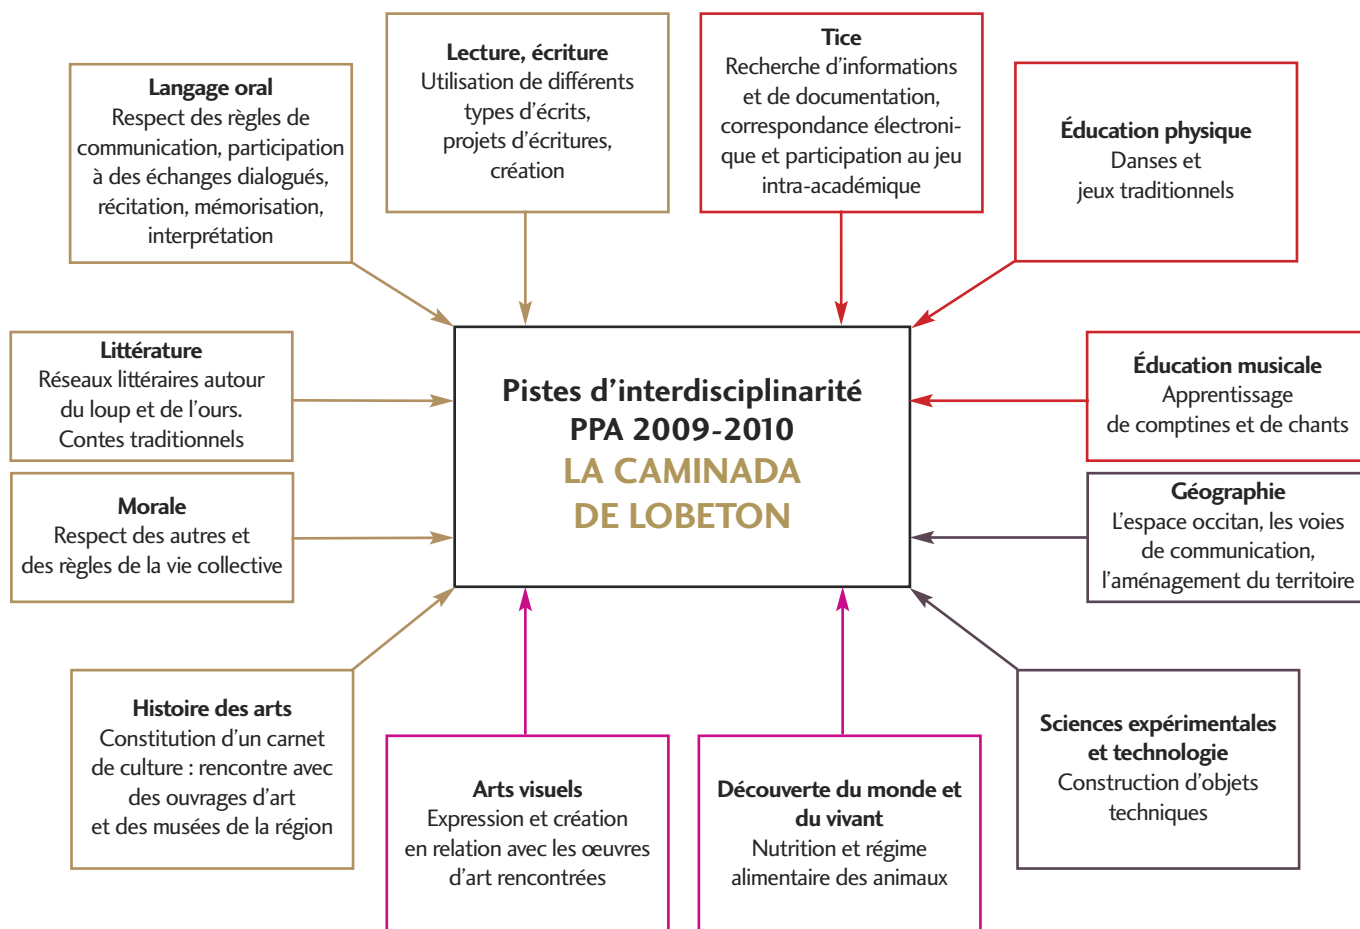 Langage oral
Respect des règles de
communication, participation
à des échanges dialogués,
récitation, mémorisation,
interprétation
Lecture, écriture
Utilisation de différents
types d’écrits,
projets d’écritures,
création
Tice
Recherche d’informations
et de documentation,
correspondance électroni-
que et participation au jeu
intra-académique
Éducation physique
Danses et
jeux traditionnels
Littérature
Réseaux littéraires autour
du loup et de l’ours.
Contes traditionnels
Pistes d’interdisciplinarité
PPA 2009-2010
LA CAMINADA
DE LOBETON
Éducation musicale
Apprentissage
de comptines et de chants
Morale
Respect des autres et
des règles de la vie collective
Géographie
L’espace occitan, les voies
de communication,
l’aménagement du territoire
Histoire des arts
Constitution d’un carnet
de culture : rencontre avec
des ouvrages d’art
et des musées de la région
Arts visuels
Expression et création
en relation avec les œuvres
d’art rencontrées
Découverte du monde et
du vivant
Nutrition et régime
alimentaire des animaux
Sciences expérimentales
et technologie
Construction d’objets
techniques